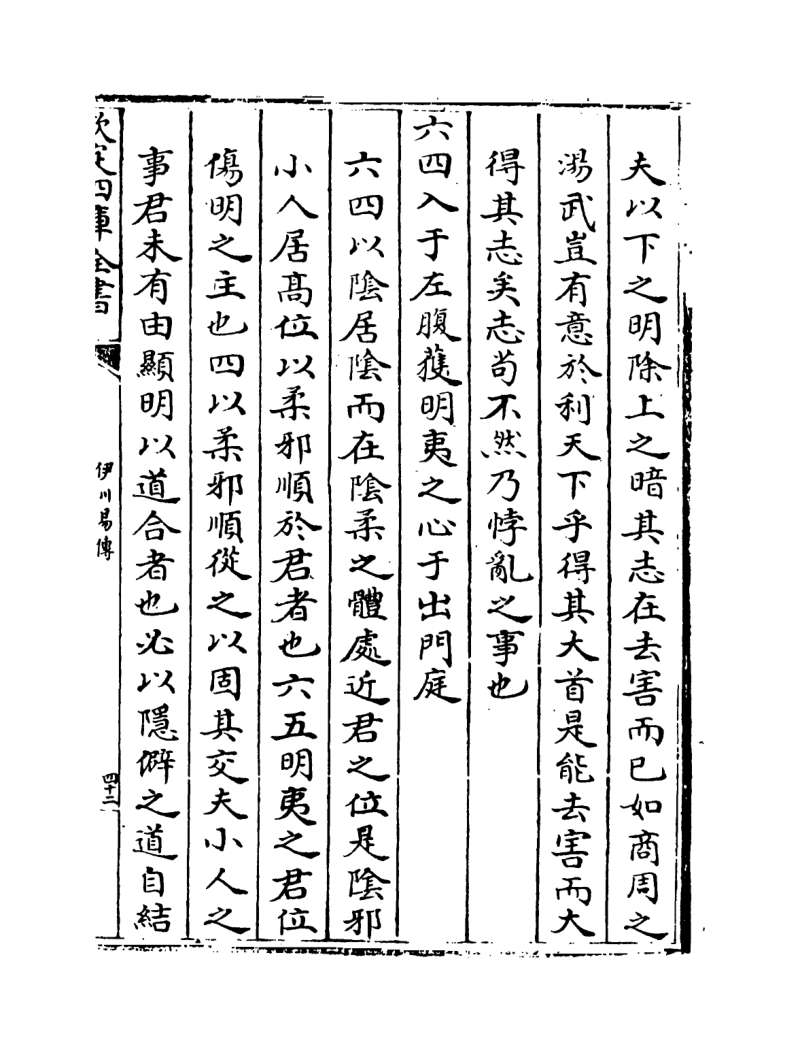 夫以下之明除上之暗其志在去害而已如商周之
湯武豈有意於利天下乎得其大首是能去害而大
得其志矣志茍不然乃悖亂之事也
六四入于左腹獲明夷之心于出門庭
六四以陰居陰而在陰柔之體處近君之位是陰邪
小人居髙位以柔邪順於君者也六五明夷之君位
傷明之主也四以柔邪順從之以固其交夫小人之
事君未有由顯明以道合者也必以隱僻之道自結
欽定四庫全書
伊川易傳
四十二